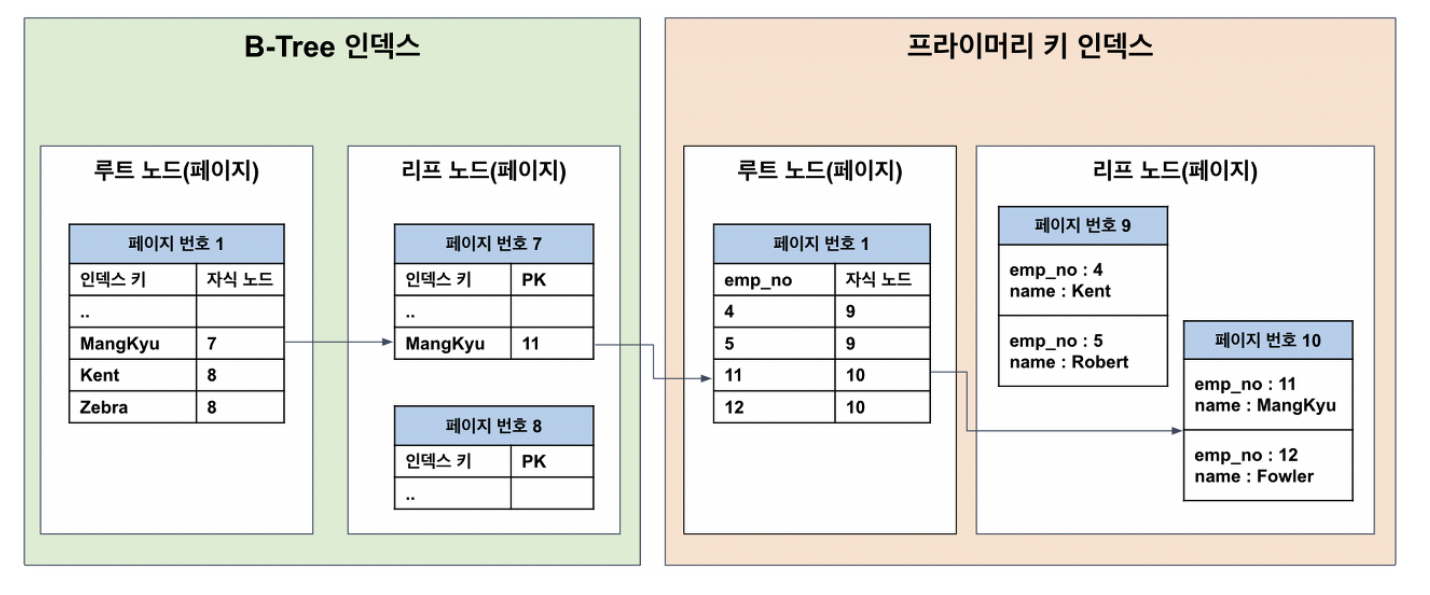 B-Tree 인덱스
루트 노드(페이지)
페이지 번호 1
인덱스 키 자식 노드
..
MangKyu 7
Kent 8
Zebra 8
리프 노드(페이지)
페이지 번호 7
인덱스 키 PK
..
MangKyu 11
페이지 번호 8
인덱스 키 PK
..
프라이머리 키 인덱스
루트 노드(페이지)
페이지 번호 1
emp_no 자식 노드
4 9
5 9
11 10
12 10
리프 노드(페이지)
페이지 번호 9
emp_no : 4
name : Kent
emp_no : 5
name : Robert
페이지 번호 10
emp_no : 11
name : MangKyu
emp_no : 12
name : Fowler